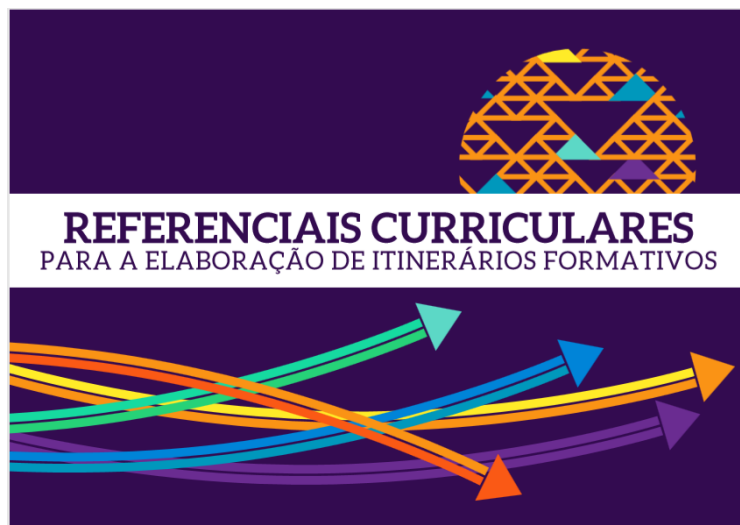 REFERENCIAIS CURRICULARES
PARA A ELABORAÇÃO DE ITINERÁRIOS FORMATIVOS